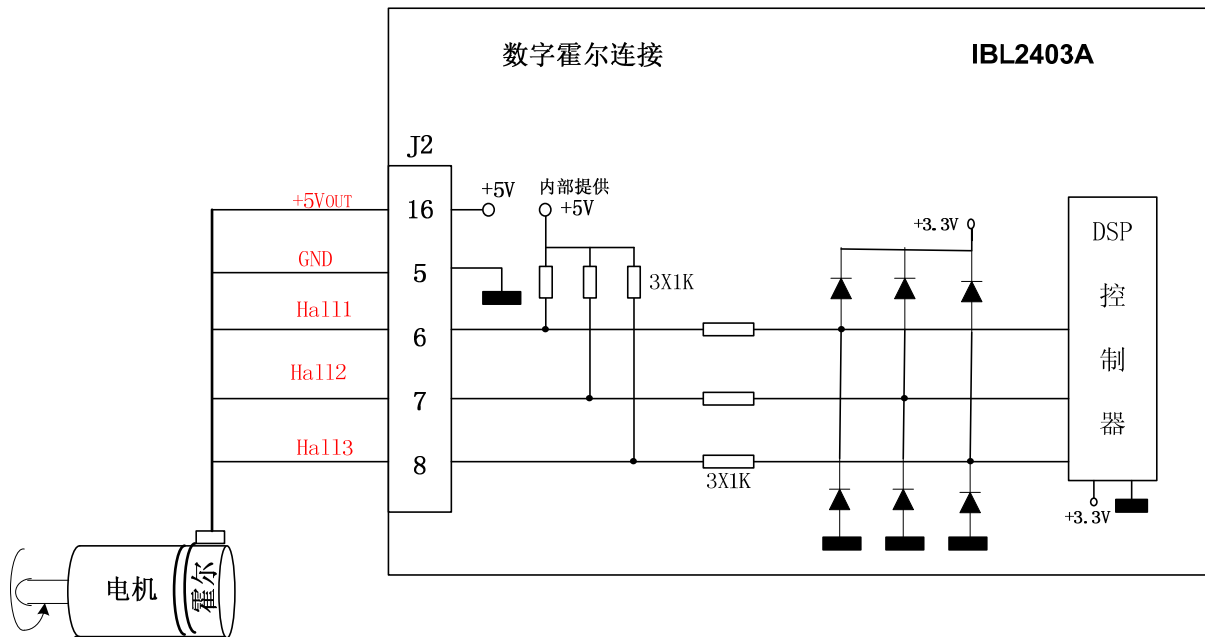 数字霍尔连接
IBL2403A
J2
+5VOUT
16
+5V
内部提供
+5V
+3.3V
DSP
控
制
器
GND
5
3X1K
Hall1
6
Hall2
7
Hall3
8
3X1K
+3.3V
电机
霍尔